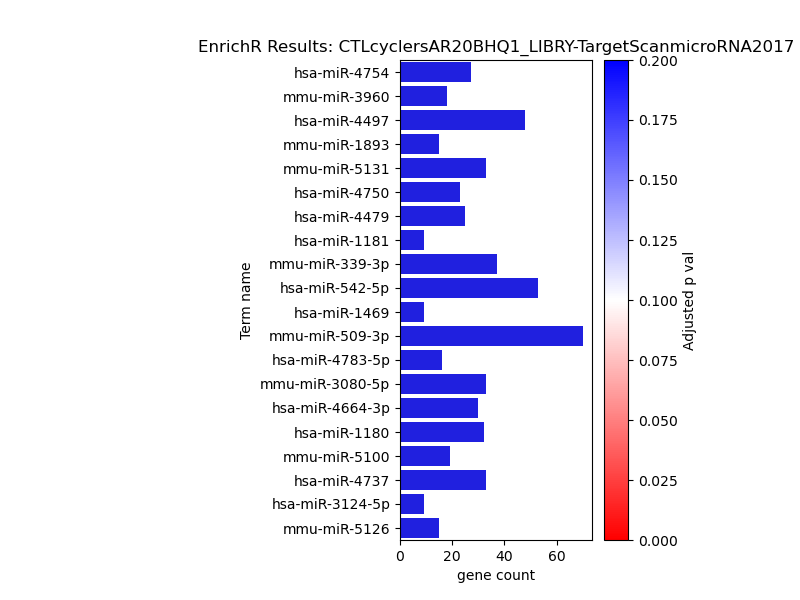 EnrichR Results: CTLcyclersAR20BHQ1_LIBRY-TargetScanmicroRNA2017
hsa-miR-4754
mmu-miR-3960
hsa-miR-4497
mmu-miR-1893
mmu-miR-5131
hsa-miR-4750
hsa-miR-4479
hsa-miR-1181
mmu-miR-339-3p
hsa-miR-542-5p
hsa-miR-1469
mmu-miR-509-3p
hsa-miR-4783-5p
mmu-miR-3080-5p
hsa-miR-4664-3p
hsa-miR-1180
mmu-miR-5100
hsa-miR-4737
hsa-miR-3124-5p
mmu-miR-5126
Term name
0 20 40 60
gene count
0.200
0.175
0.150
0.125
0.100
0.075
0.050
0.025
0.000
Adjusted p val